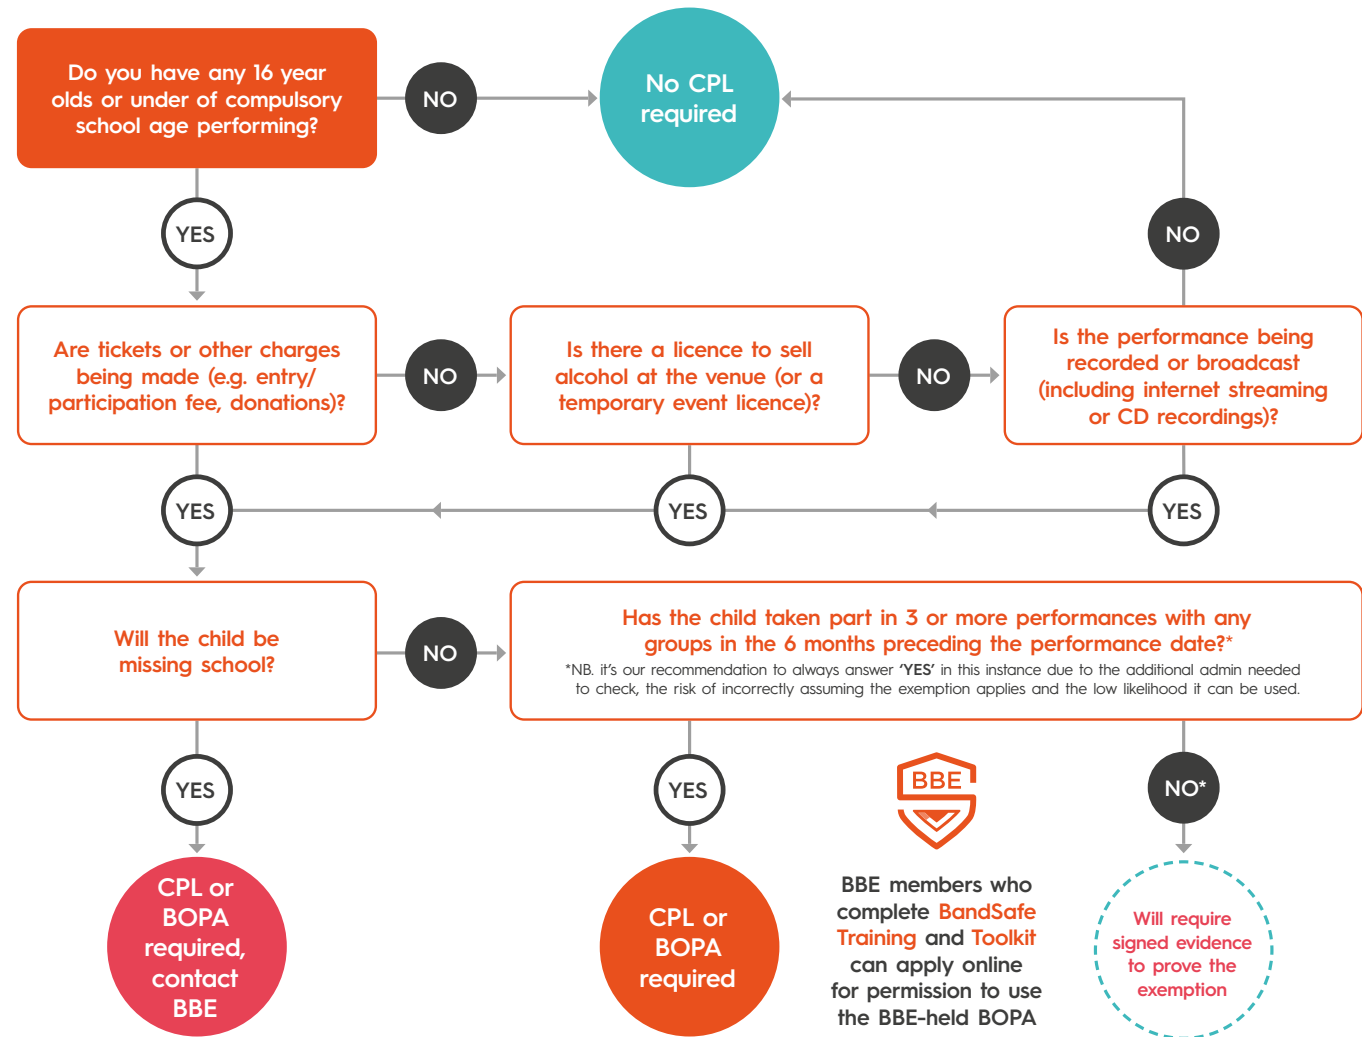 Do you have any 16 year
olds or under of compulsory
school age performing?
NO
No CPL
required
YES
NO
Are tickets or other charges
being made (e.g. entry/
participation fee, donations)?
NO
Is there a licence to sell
alcohol at the venue (or a
temporary event licence)?
NO
Is the performance being
recorded or broadcast
(including internet streaming
or CD recordings)?
YES
YES
YES
Will the child be
missing school?
NO
Has the child taken part in 3 or more performances with any
groups in the 6 months preceding the performance date?*
*NB. it's our recommendation to always answer 'YES' in this instance due to the additional admin needed
to check, the risk of incorrectly assuming the exemption applies and the low likelihood it can be used.
YES
YES
BBE
NO*
CPL or
BOPA
required,
contact
BBE
CPL or
BOPA
required
BBE members who
complete BandSafe
Training and Toolkit
can apply online
for permission to use
the BBE-held BOPA
Will require
signed evidence
to prove the
exemption